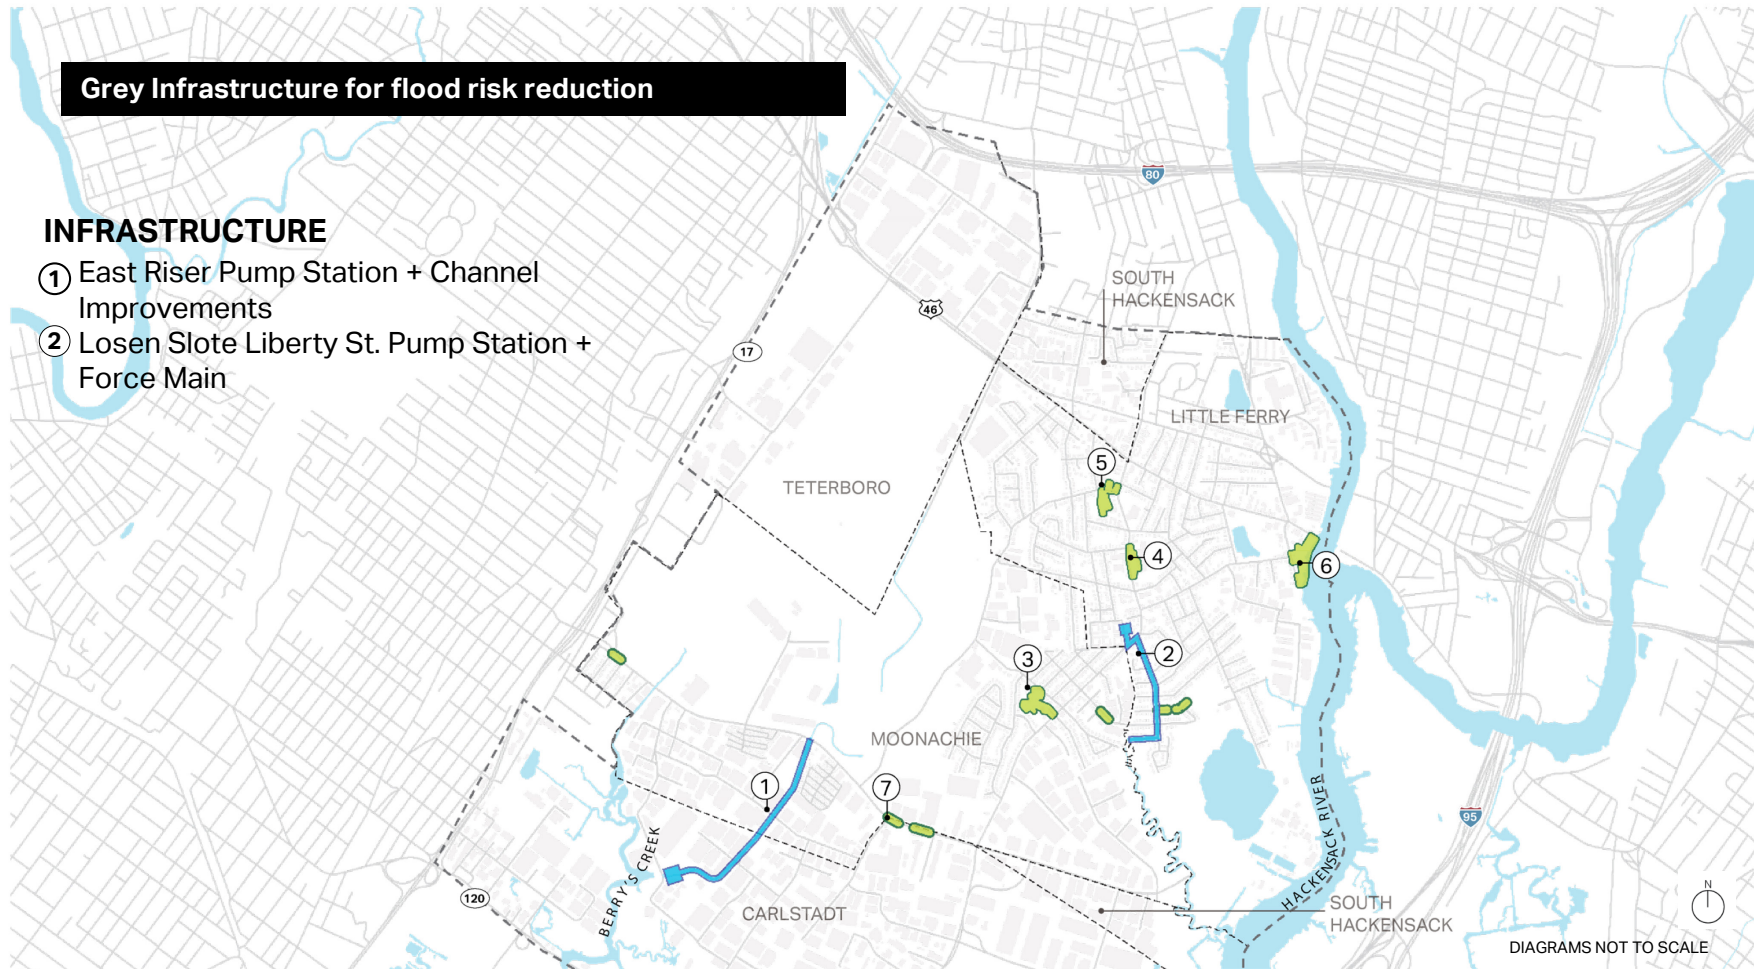 Grey Infrastructure for flood risk reduction
INFRASTRUCTURE
1 East Riser Pump Station + Channel
Improvements
2 Losen Slote Liberty St. Pump Station +
Force Main
80
SOUTH
HACKENSACK
46
17
LITTLE FERRY
5
TETERBORO
4
6
2
3
MOONACHIE
1
7
95
HACKENSACK RIVER
BERRY'S CREEK
120
CARLSTADT
SOUTH
HACKENSACK
N
DIAGRAMS NOT TO SCALE